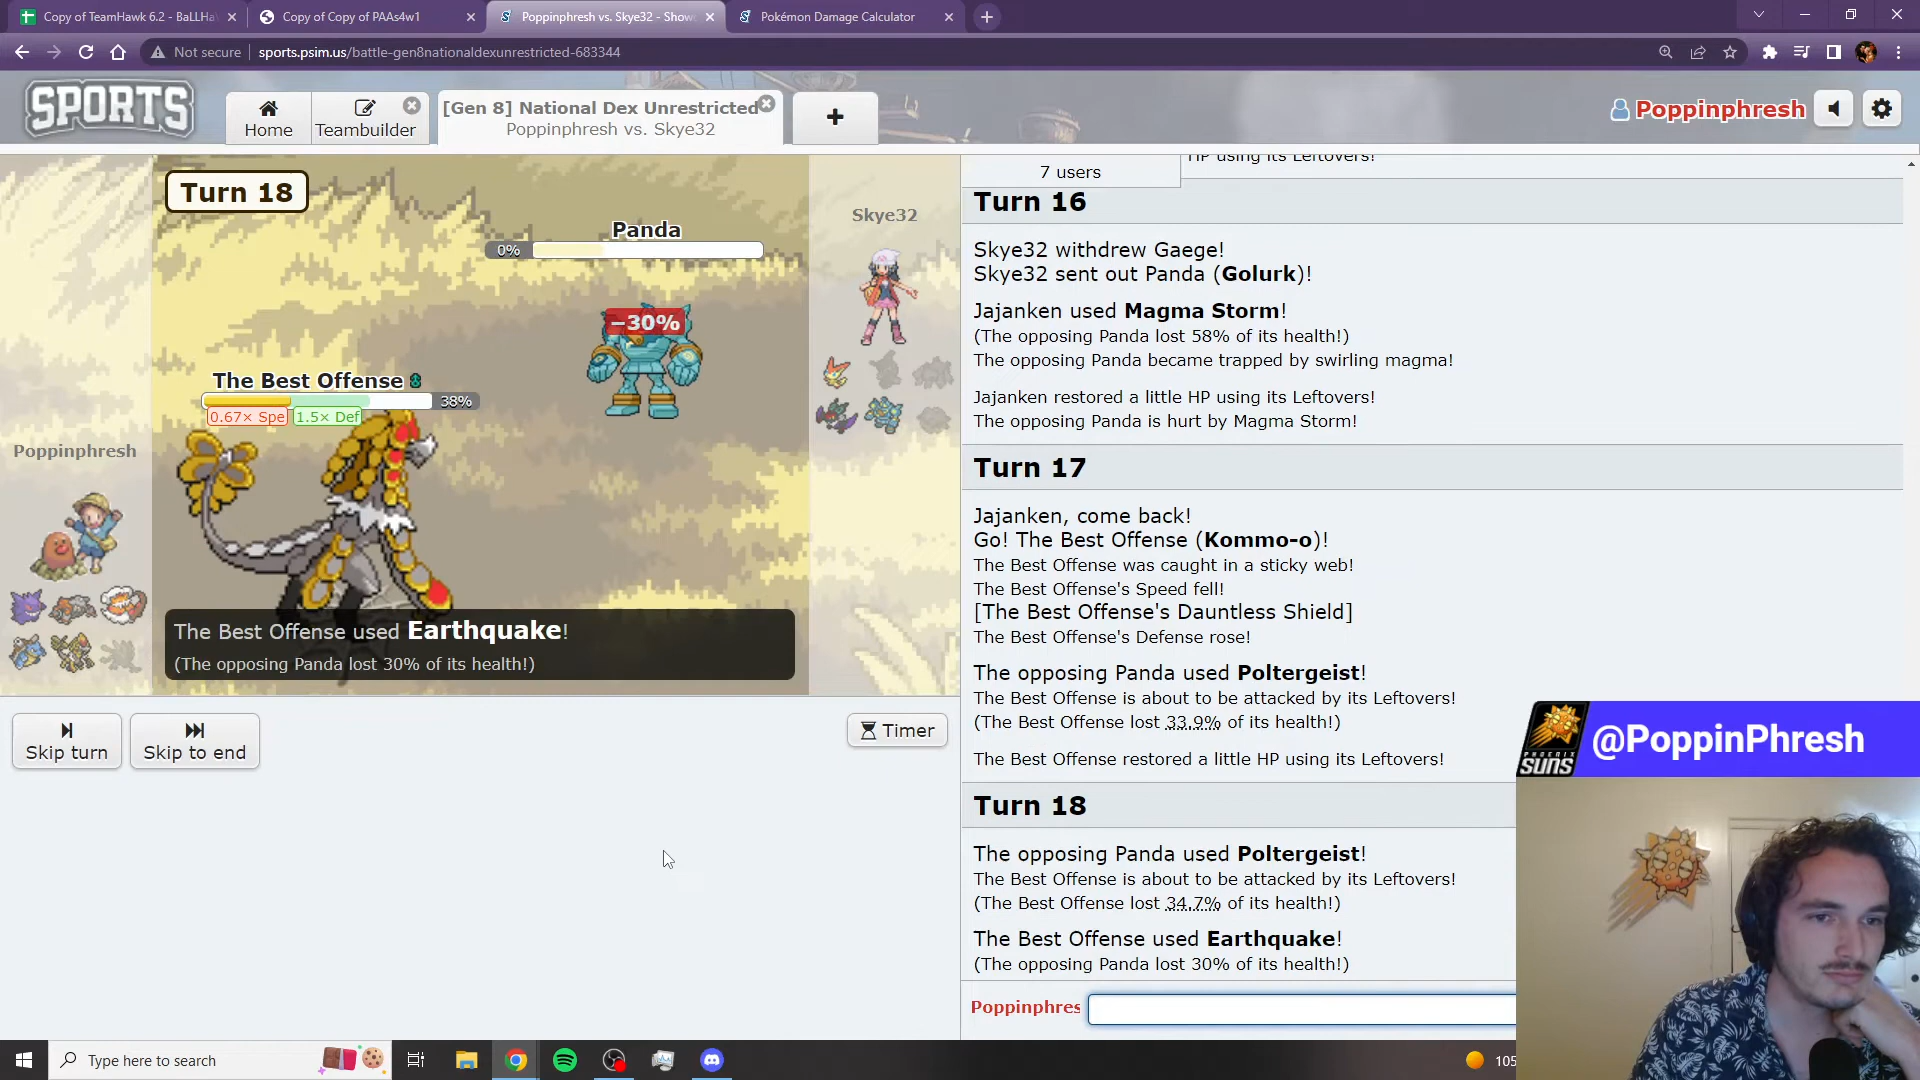 Copy of TeamHawk 6.2 - BaLLHa
Copy of Copy of PAAs4w1
Poppinphresh vs. Skye32 - Show
Pokémon Damage Calculator
Not secure
sports.psim.us/battle-gen8nationaldexunrestricted-683344
SPORTS
Home
Teambuilder
[Gen 8] National Dex Unrestricted
Poppinphresh vs. Skye32
Poppinphresh
Turn 18
Panda
0%
−30%
The Best Offense
38%
0.67× Spe
1.5× Def
Poppinphresh
Skye32
The Best Offense used Earthquake!
(The opposing Panda lost 30% of its health!)
Skip turn
Skip to end
Timer
7 users
HP using its Leftovers!
Turn 16
Skye32 withdrew Gaege!
Skye32 sent out Panda (Golurk)!
Jajanken used Magma Storm!
(The opposing Panda lost 58% of its health!)
The opposing Panda became trapped by swirling magma!
Jajanken restored a little HP using its Leftovers!
The opposing Panda is hurt by Magma Storm!
Turn 17
Jajanken, come back!
Go! The Best Offense (Kommo-o)!
The Best Offense was caught in a sticky web!
The Best Offense's Speed fell!
[The Best Offense's Dauntless Shield]
The Best Offense's Defense rose!
The opposing Panda used Poltergeist!
The Best Offense is about to be attacked by its Leftovers!
(The Best Offense lost 33.9% of its health!)
The Best Offense restored a little HP using its Leftovers!
Turn 18
The opposing Panda used Poltergeist!
The Best Offense is about to be attacked by its Leftovers!
(The Best Offense lost 34.7% of its health!)
The Best Offense used Earthquake!
(The opposing Panda lost 30% of its health!)
Poppinphres
PHOENIX
SUNS
@PoppinPhresh
Type here to search
105